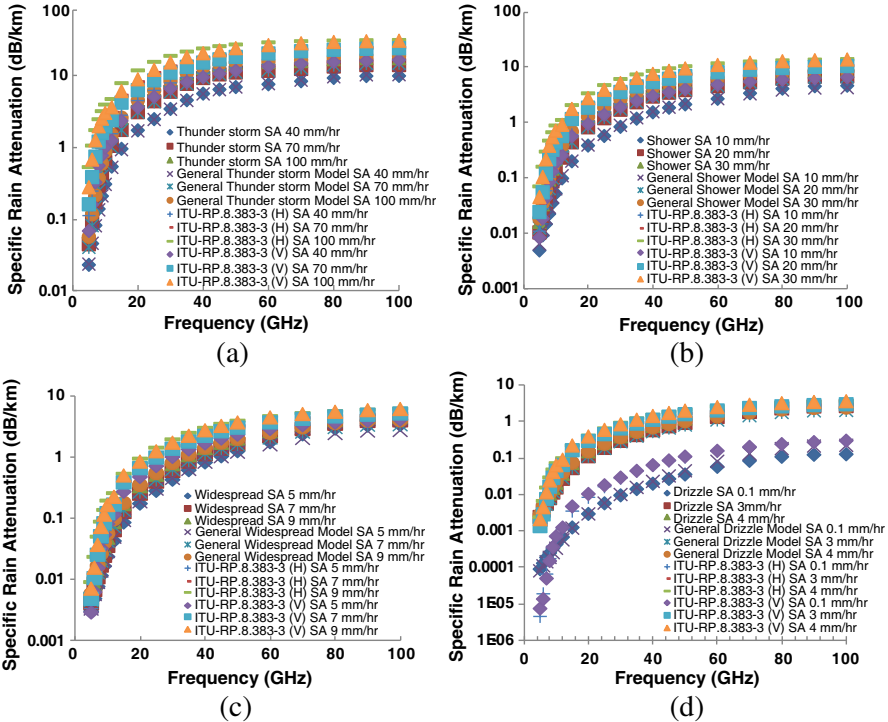 Specific Rain Attenuation (dB/km)
100
10
1
0.1
0.01
0
20
40
60
80
100
Frequency (GHz)
Thunder storm SA 40 mm/hr
Thunder storm SA 70 mm/hr
Thunder storm SA 100 mm/hr
General Thunder storm Model SA 40 mm/hr
General Thunder storm Model SA 70 mm/hr
General Thunder storm Model SA 100 mm/hr
ITU-RP.8.383-3 (H) SA 40 mm/hr
ITU-RP.8.383-3 (H) SA 70 mm/hr
ITU-RP.8.383-3 (H) SA 100 mm/hr
ITU-RP.8.383-3 (V) SA 40 mm/hr
ITU-RP.8.383-3 (V) SA 70 mm/hr
ITU-RP.8.383-3 (V) SA 100 mm/hr
(a)
Specific Rain Attenuation (dB/km)
100
10
1
0.1
0.01
0.001
0
20
40
60
80
100
Frequency (GHz)
Shower SA 10 mm/hr
Shower SA 20 mm/hr
Shower SA 30 mm/hr
General Shower Model SA 10 mm/hr
General Shower Model SA 20 mm/hr
General Shower Model SA 30 mm/hr
ITU-RP.8.383-3 (H) SA 10 mm/hr
ITU-RP.8.383-3 (H) SA 20 mm/hr
ITU-RP.8.383-3 (H) SA 30 mm/hr
ITU-RP.8.383-3 (V) SA 10 mm/hr
ITU-RP.8.383-3 (V) SA 20 mm/hr
ITU-RP.8.383-3 (V) SA 30 mm/hr
(b)
Specific Rain Attenuation (dB/km)
10
1
0.1
0.01
0.001
0
20
40
60
80
100
Frequency (GHz)
Widespread SA 5 mm/hr
Widespread SA 7 mm/hr
Widespread SA 9 mm/hr
General Widespread Model SA 5 mm/hr
General Widespread Model SA 7 mm/hr
General Widespread Model SA 9 mm/hr
ITU-RP.8.383-3 (H) SA 5 mm/hr
ITU-RP.8.383-3 (H) SA 7 mm/hr
ITU-RP.8.383-3 (H) SA 9 mm/hr
ITU-RP.8.383-3 (V) SA 5 mm/hr
ITU-RP.8.383-3 (V) SA 7 mm/hr
ITU-RP.8.383-3 (V) SA 9 mm/hr
(c)
Specific Rain Attenuation (dB/km)
10
1
0.1
0.01
0.001
0.0001
1E-05
1E06
0
20
40
60
80
100
Frequency (GHz)
Drizzle SA 0.1 mm/hr
Drizzle SA 3mm/hr
Drizzle SA 4 mm/hr
General Drizzle Model SA 0.1 mm/hr
General Drizzle Model SA 3 mm/hr
General Drizzle Model SA 4 mm/hr
ITU-RP.8.383-3 (H) SA 0.1 mm/hr
ITU-RP.8.383-3 (H) SA 3 mm/hr
ITU-RP.8.383-3 (H) SA 4 mm/hr
ITU-RP.8.383-3 (V) SA 0.1 mm/hr
ITU-RP.8.383-3 (V) SA 3 mm/hr
ITU-RP.8.383-3 (V) SA 4 mm/hr
(d)